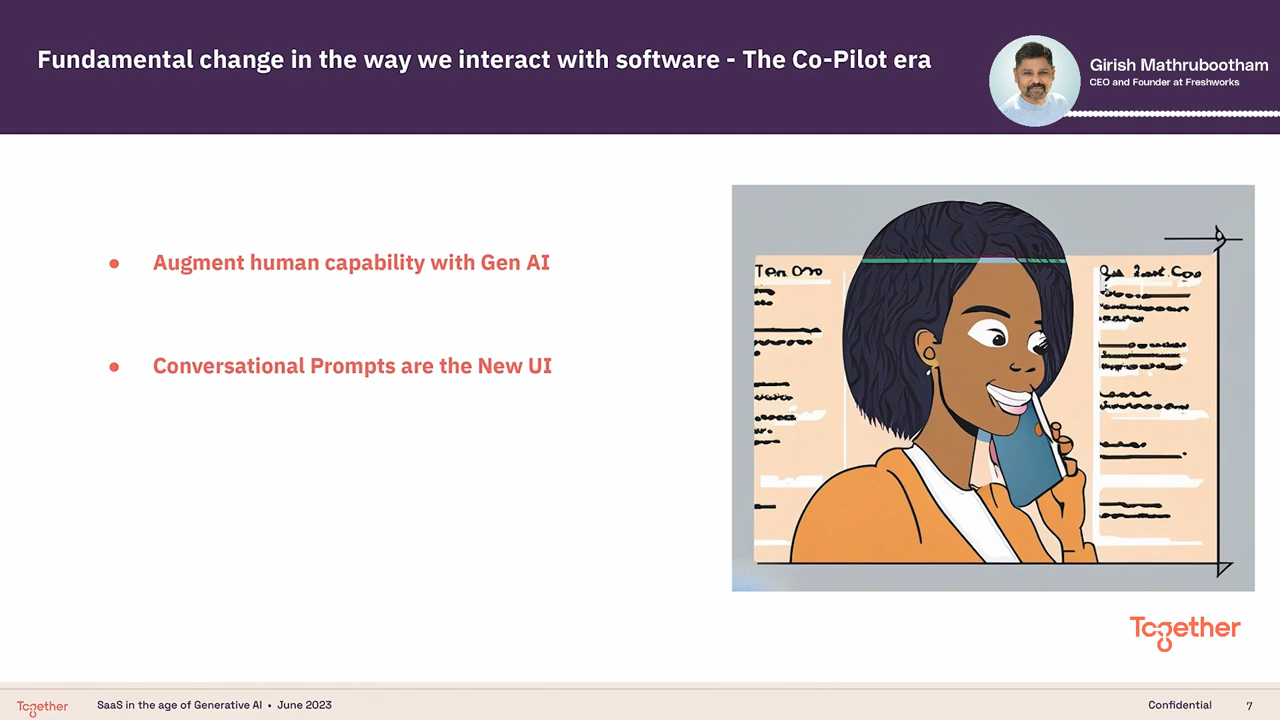 Fundamental change in the way we interact with software - The Co-Pilot era
Girish Mathrubootham
CEO and Founder at Freshworks
● Augment human capability with Gen AI
● Conversational Prompts are the New UI
Together
Together
SaaS in the age of Generative AI • June 2023
Confidential
7